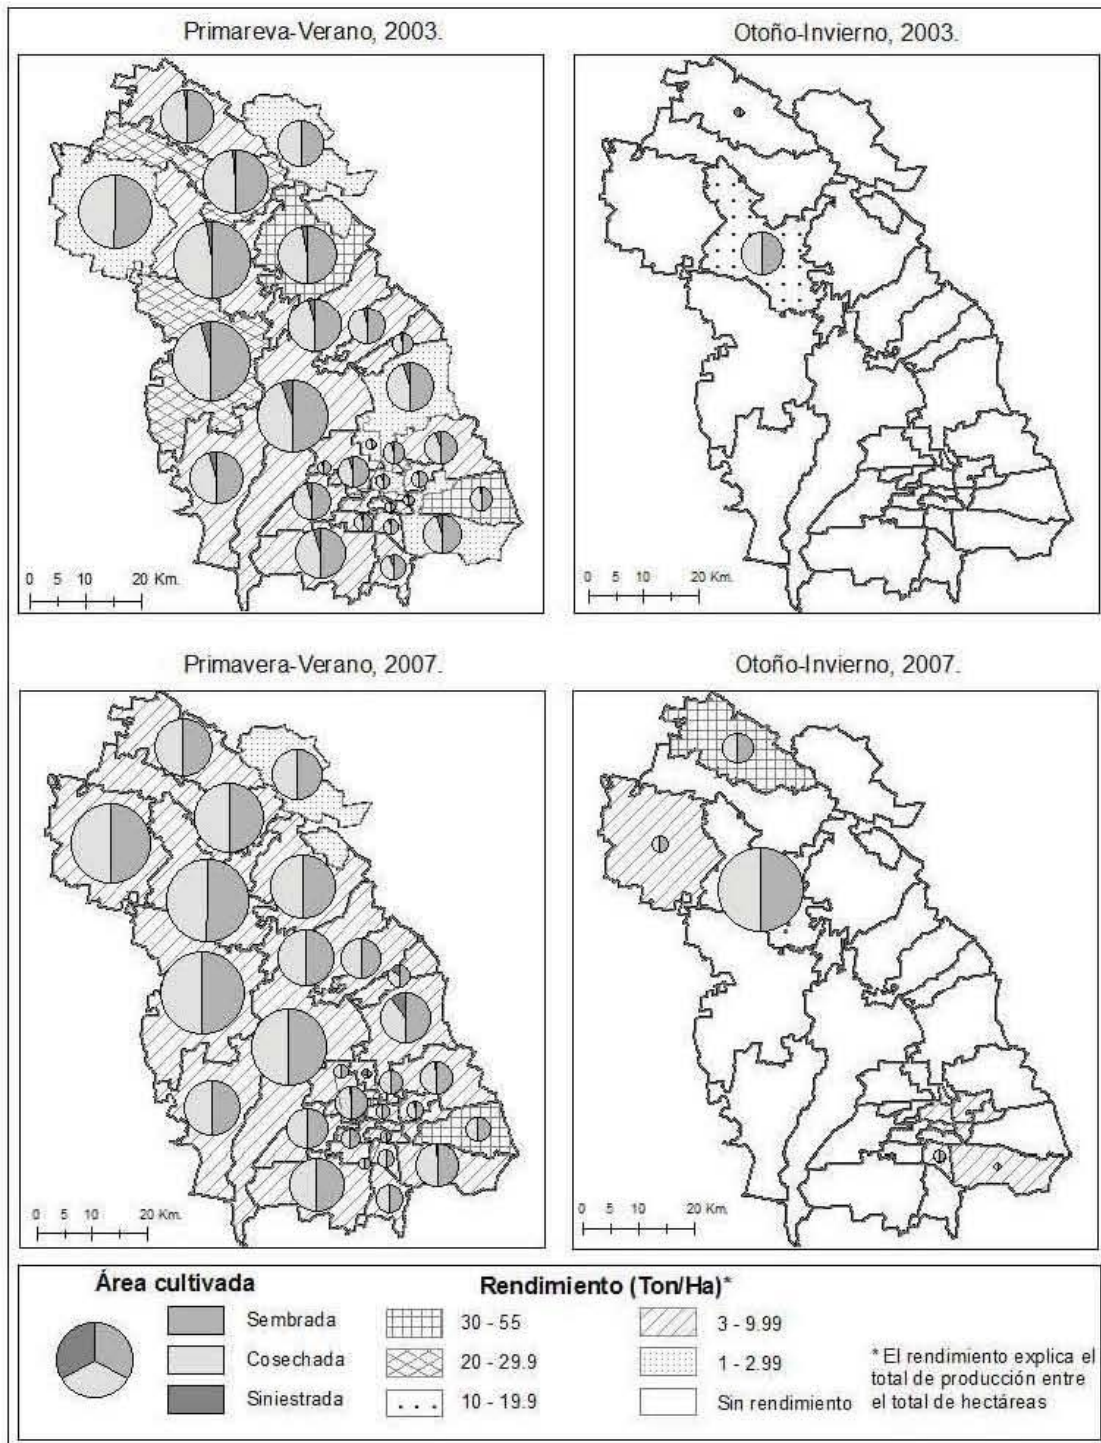 Primareva-Verano, 2003.
Otoño-Invierno, 2003.
0 5 10 20 Km.
0 5 10 20 Km.
Primavera-Verano, 2007.
Otoño-Invierno, 2007.
0 5 10 20 Km.
0 5 10 20 Km.
Área cultivada
Sembrada
Cosechada
Siniestrada
Rendimiento (Ton/Ha)*
30 - 55
20 - 29.9
10 - 19.9
3 - 9.99
1 - 2.99
Sin rendimiento
* El rendimiento explica el
total de producción entre
el total de hectáreas